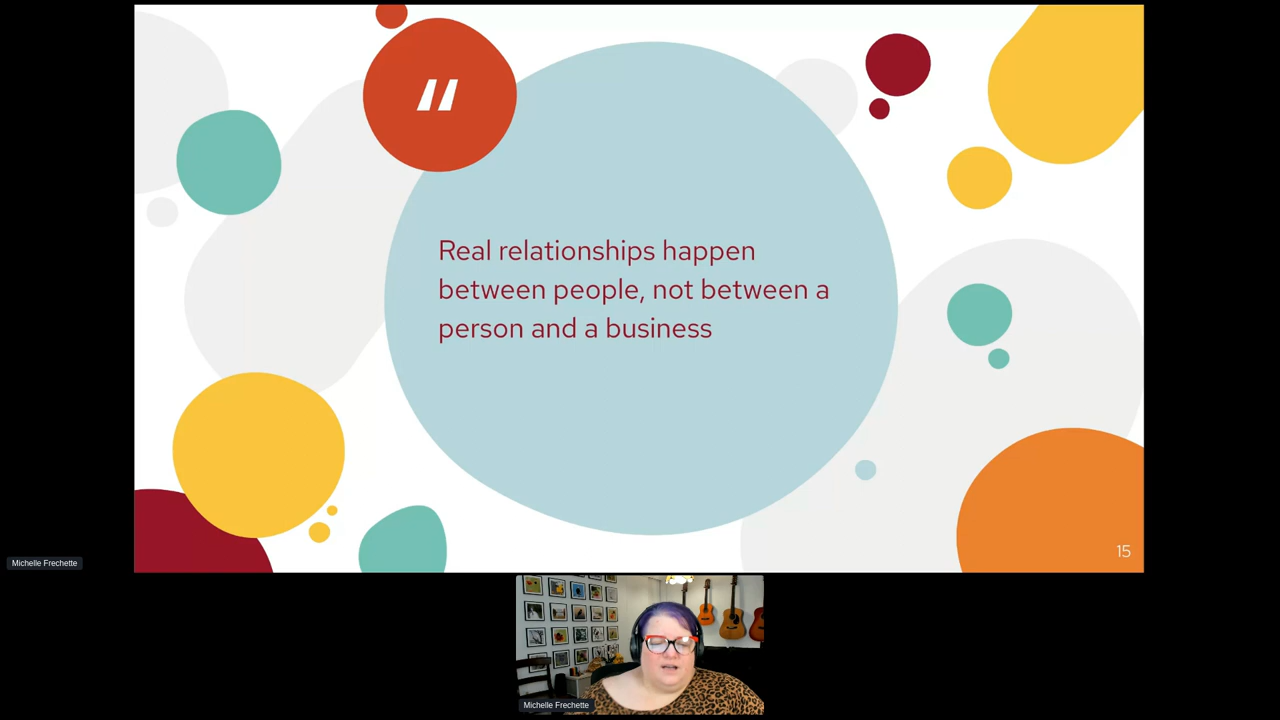 “
Real relationships happen
between people, not between a
person and a business
15
Michelle Frechette
Michelle Frechette